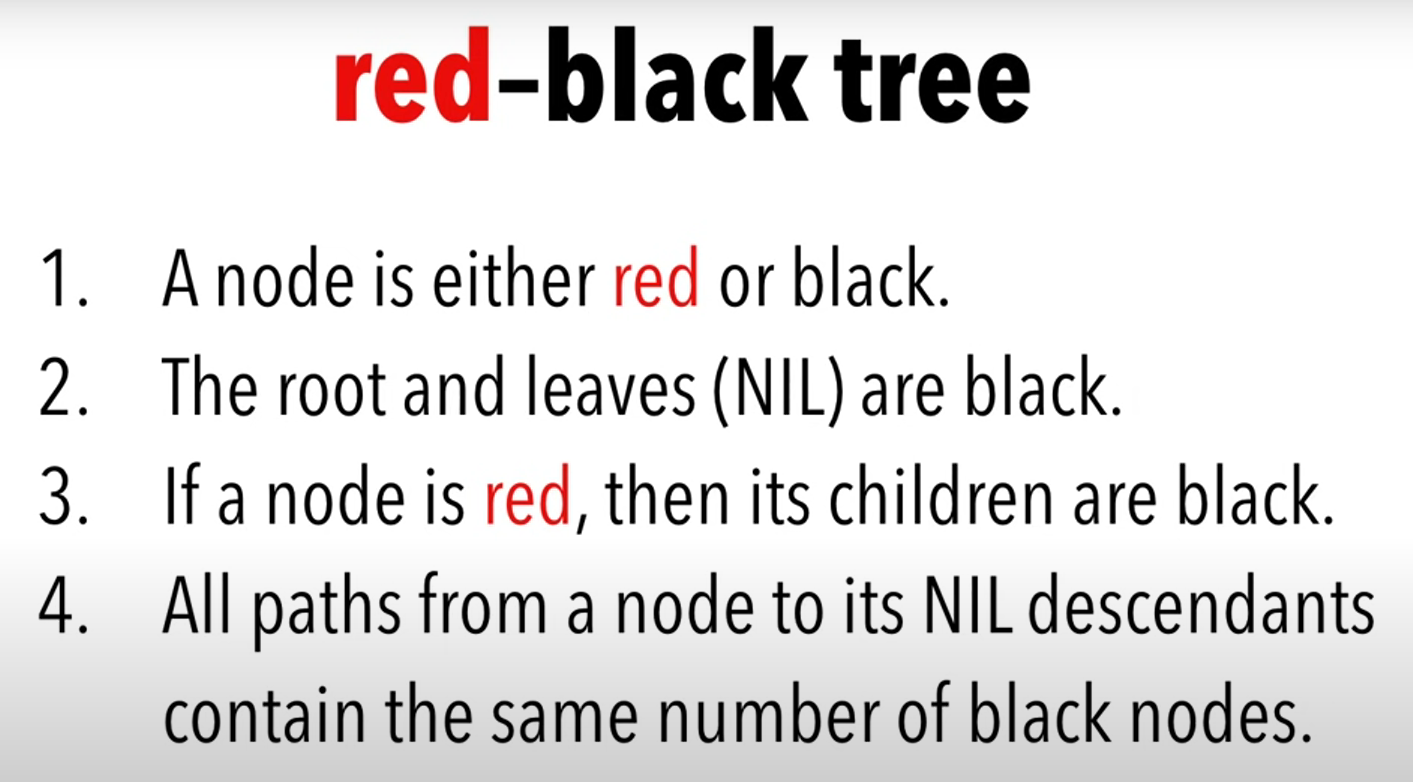 red–black tree
1. A node is either red or black.
2. The root and leaves (NIL) are black.
3. If a node is red, then its children are black.
4. All paths from a node to its NIL descendants
contain the same number of black nodes.